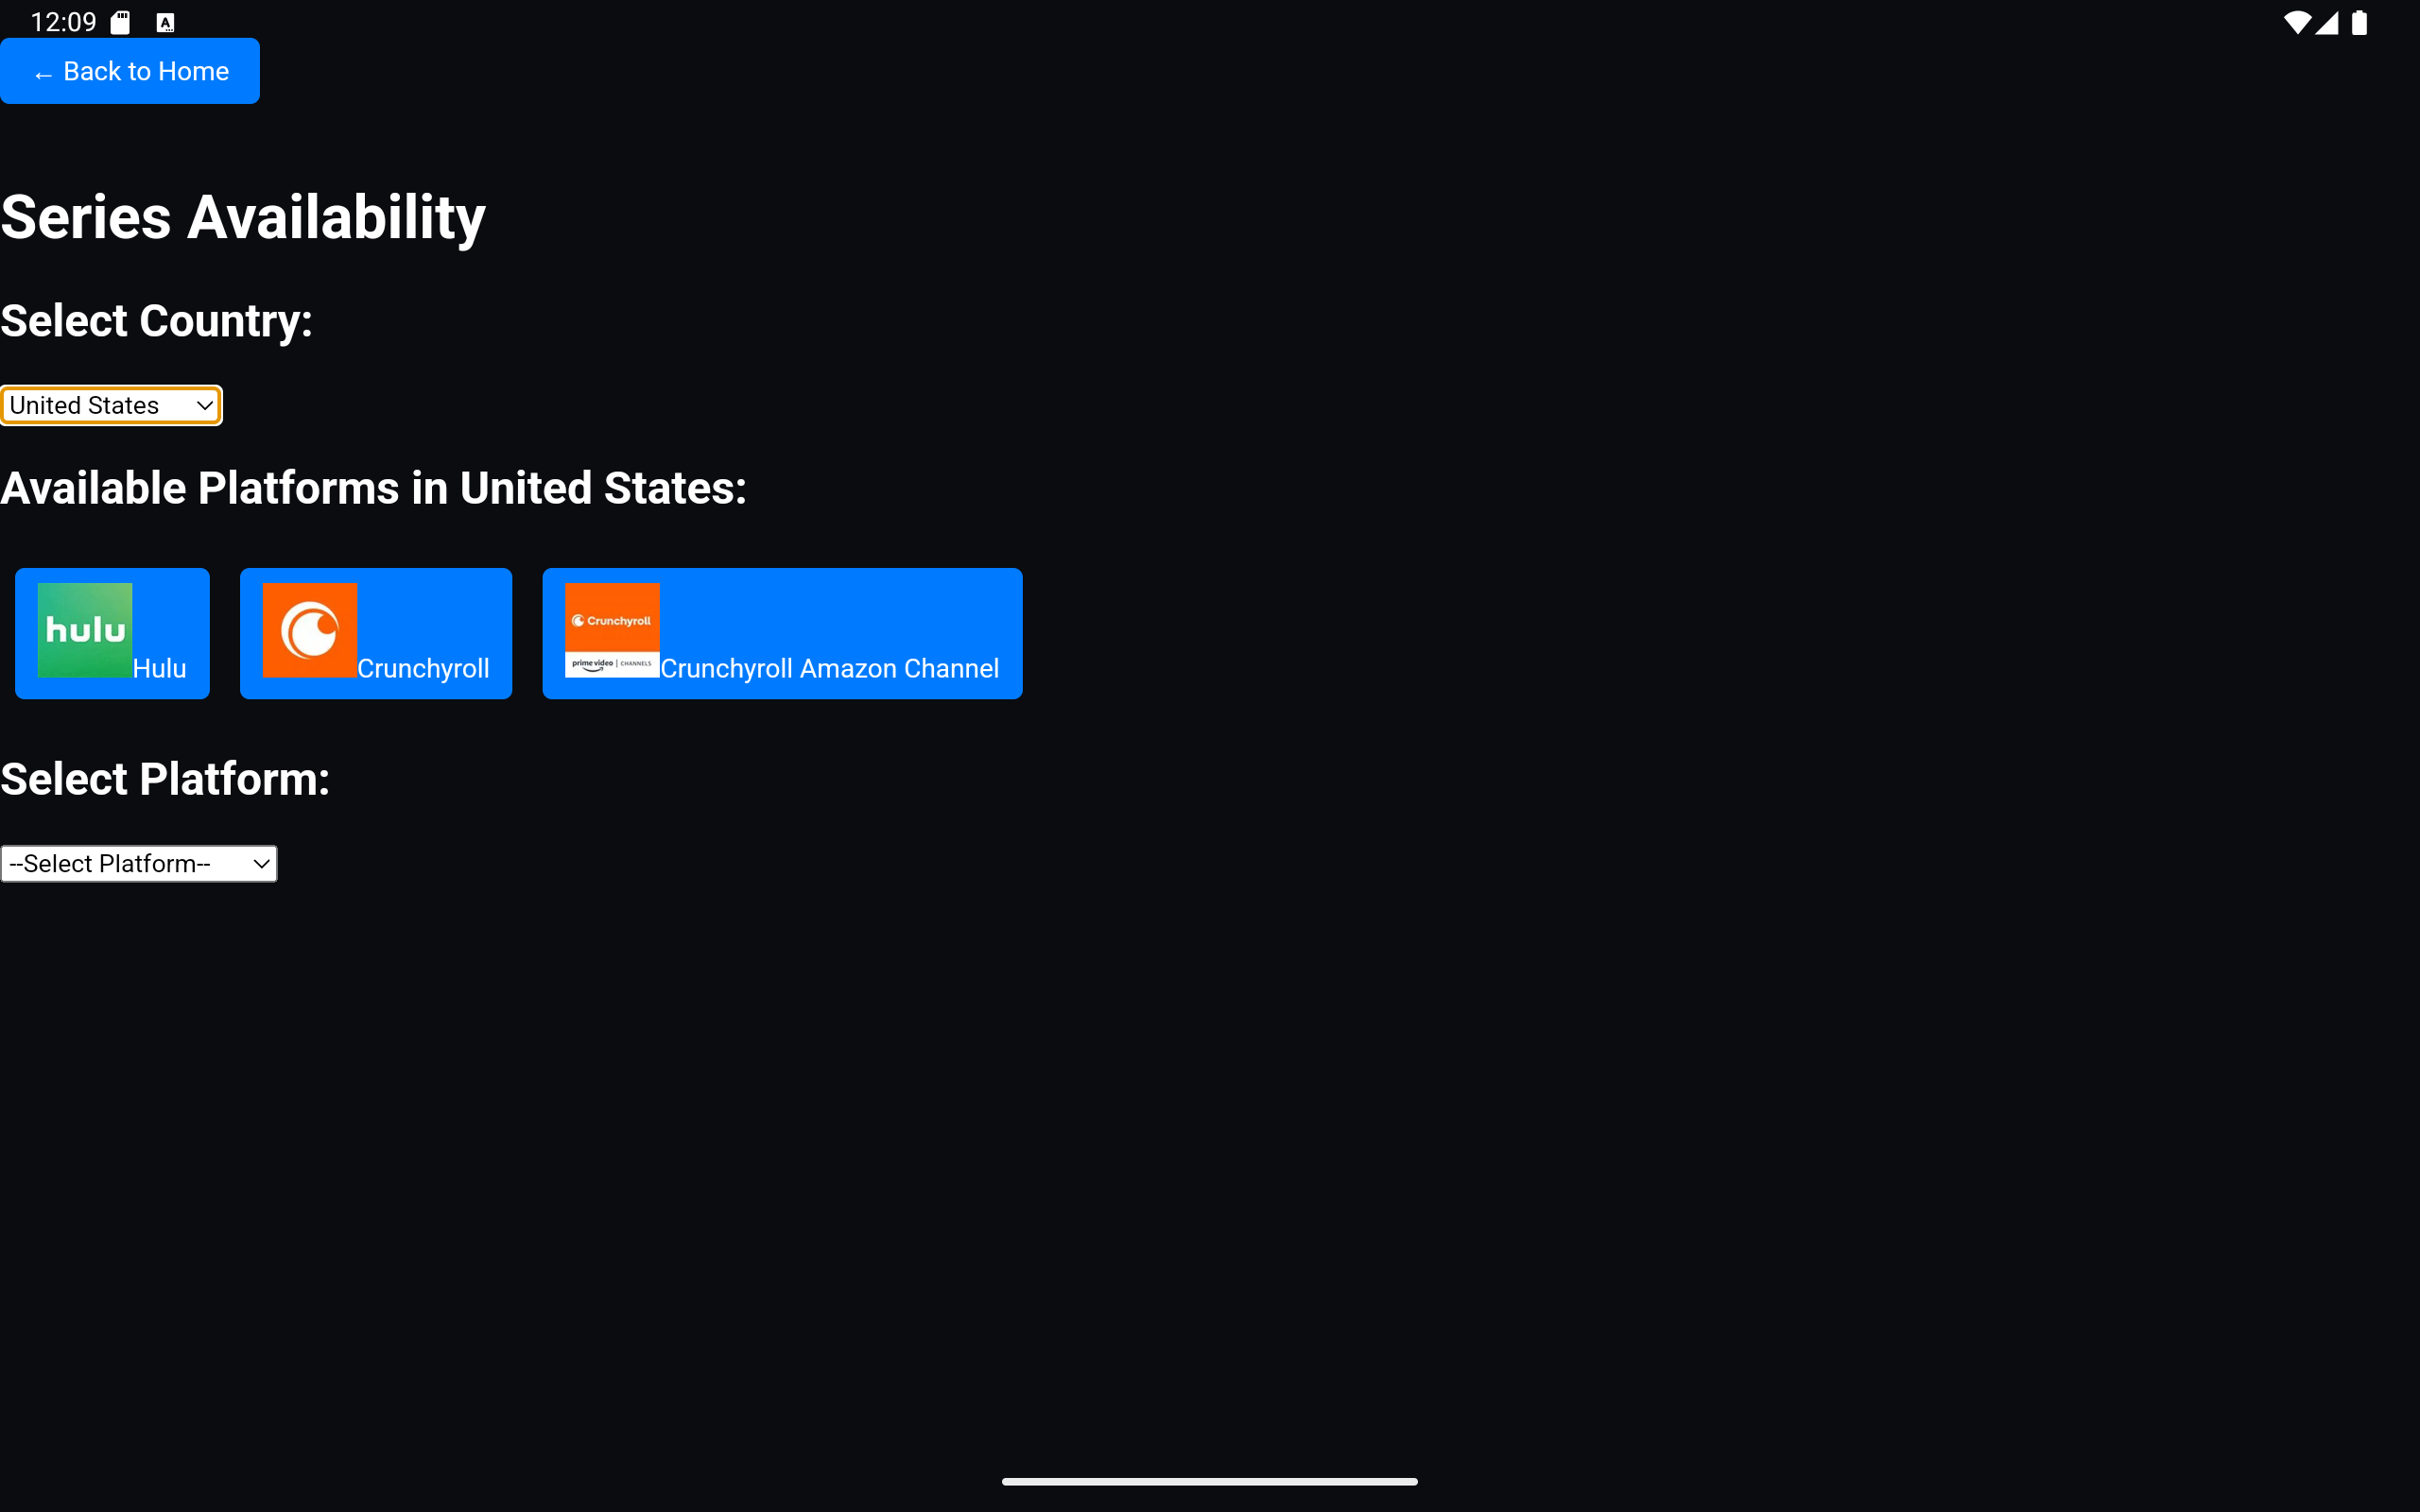 12:09
← Back to Home
Series Availability
Select Country:
United States
Available Platforms in United States:
hulu
Hulu
Crunchyroll
Crunchyroll
prime video | CHANNELS
Crunchyroll Amazon Channel
Select Platform:
--Select Platform--